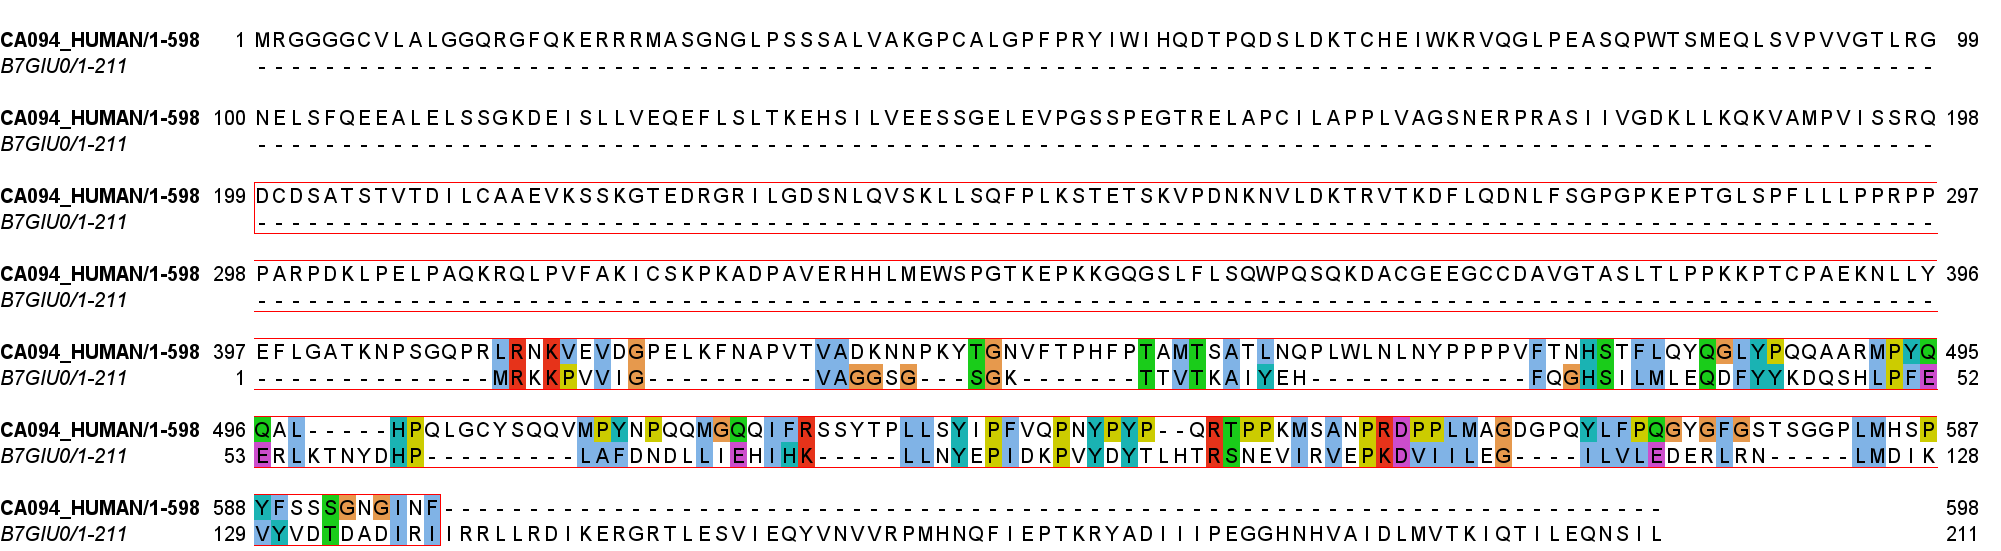 CA094_HUMAN/1-598 1 MRGGGGCVLALGGQRGFQKERRRMASGNGLPSSSALVAKGPCALGPFPRYIWIHQDTPQDSLDKTCHEIWKRVQGLPEASQPWTSMEQLSVPVVGTLRG 99
B7GIU0/1-211 ---------------------------------------------------------------------------------------------------
CA094_HUMAN/1-598 100 NELSFQEEALELSSGKDEISLLVEQEFLSLTKEHSILVEESSGELEVPGSSPEGTRELAPCILAPPLVAGSNERPRASIIVGDKLLKQKVAMPVISSRQ 198
B7GIU0/1-211 ---------------------------------------------------------------------------------------------------
CA094_HUMAN/1-598 199 DCDSATSTVTDILCAAEVKSSKGTEDRGRILGDSNLQVSKLLSQFPLKSTETSKVPDNKNVLDKTRVTKDFLQDNLFSGPGPKEPTGLSPFLLLPPRPP 297
B7GIU0/1-211 ---------------------------------------------------------------------------------------------------
CA094_HUMAN/1-598 298 PARPDKLPELPAQKRQLPVFAKICSKPKADPAVERHHLMEWSPGTKEPKKGQGSLFLSQWPQSQKDACGEEGCCDAVGTASLTLPPKKPTCPAEKNLLY 396
B7GIU0/1-211 ---------------------------------------------------------------------------------------------------
CA094_HUMAN/1-598 397 EFLGATKNPSGQPRLRNKVEVDGPELKFNAPVTVADKNNPKYTGNVFTPHFPTAMTSATLNQPLWLNLNYPPPPVFTNHSTFLQYQGLYPQQAARMPYQ 495
B7GIU0/1-211 1 --------------MRKKPVVIG----------VAGGSG---SGK-------TTVTKAIYEH-------------FQGHSILMLEQDFYYKDQSHLPFE 52
CA094_HUMAN/1-598 496 QAL-----HPQLGCYSQQVMPYNPQQMGQQIFRSSYTPLLSYIPFVQPNYPYP--QRTPPKMSANPRDPPLMAGDGPQYLFPQGYGFGSTSGGPLMHSP 587
B7GIU0/1-211 53 ERLKTNYDHP---------LAFDNDLLIEHIHK-----LLNYEPIDKPVYDYTLHTRSNEVIRVEPKDVIILEG----ILVLEDERLRN-----LMDIK 128
CA094_HUMAN/1-598 588 YFSSSGNGINF------------------------------------------------------------------------ 598
B7GIU0/1-211 129 VYVDTDADIRIIRRLLRDIKERGRTLESVIEQYVNVVRPMHNQFIEPTKRYADIIIPEGGHNHVAIDLMVTKIQTILEQNSIL 211